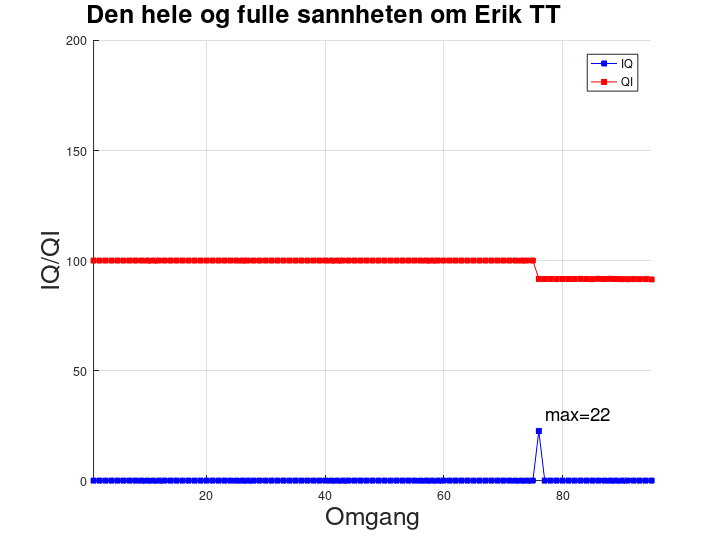 Den hele og fulle sannheten om Erik TT
200
IQ
QI
150
IQ/QI
100
50
max=22
0
20 40 60 80
Omgang